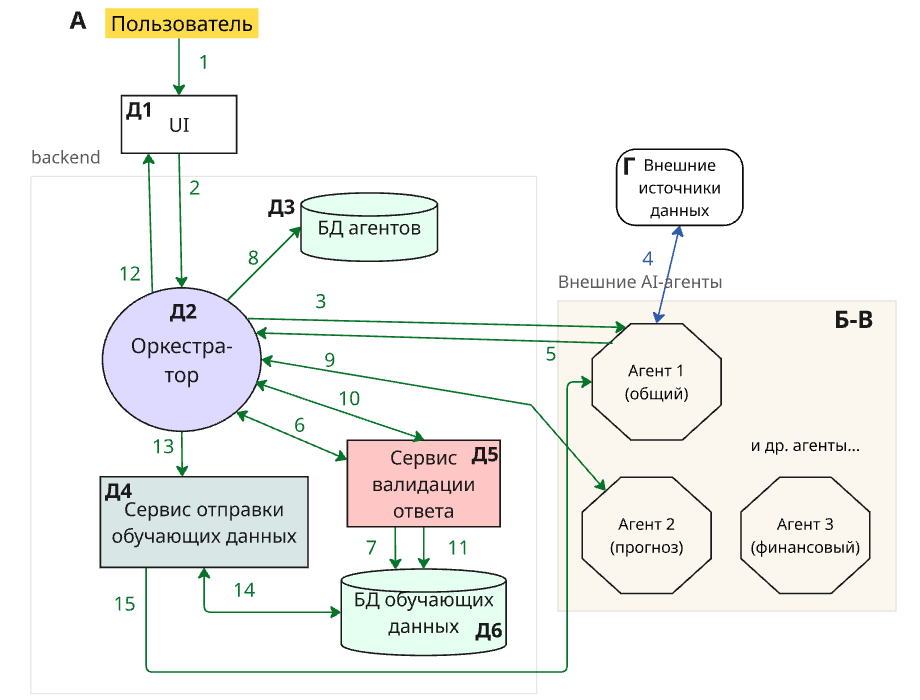 А
Пользователь
1
Д1
UI
backend
2
Г
Внешние
источники
данных
Д3
БД агентов
8
4
12
Внешние AI-агенты
Д2
3
Б-В
Оркестра-
тор
5
9
Агент 1
(общий)
10
6
13
и др. агенты...
Сервис
Д5
валидации
ответа
Д4
Сервис отправки
обучающих данных
Агент 2
(прогноз)
Агент 3
(финансовый)
7
11
14
15
БД обучающих
данных
Д6